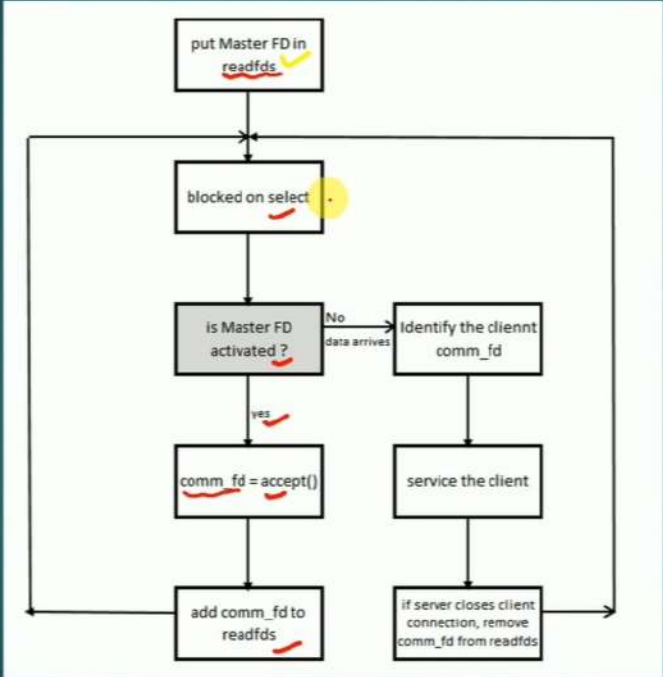 put Master FD in
readfds
blocked on select
is Master FD
activated ?
No
data arrives
Identify the cliennt
comm_fd
yes
comm_fd = accept()
service the client
add comm_fd to
readfds
if server closes client
connection, remove
comm_fd from readfds